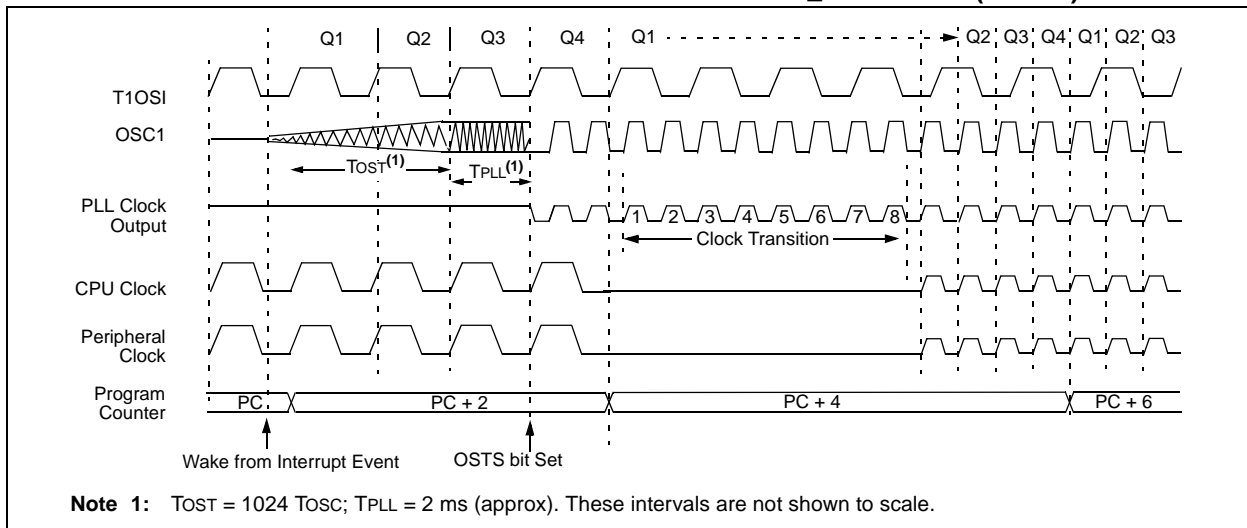 Q1 Q2 Q3 Q4 Q1 Q2 Q3 Q4 Q1 Q2 Q3
T1OSI
OSC1
TOST(1) TPLL(1)
PLL Clock
Output
1 2 3 4 5 6 7 8
Clock Transition
CPU Clock
Peripheral
Clock
Program
Counter
PC PC + 2 PC + 4 PC + 6
Wake from Interrupt Event OSTS bit Set
Note 1: TOST = 1024 TOSC; TPLL = 2 ms (approx). These intervals are not shown to scale.